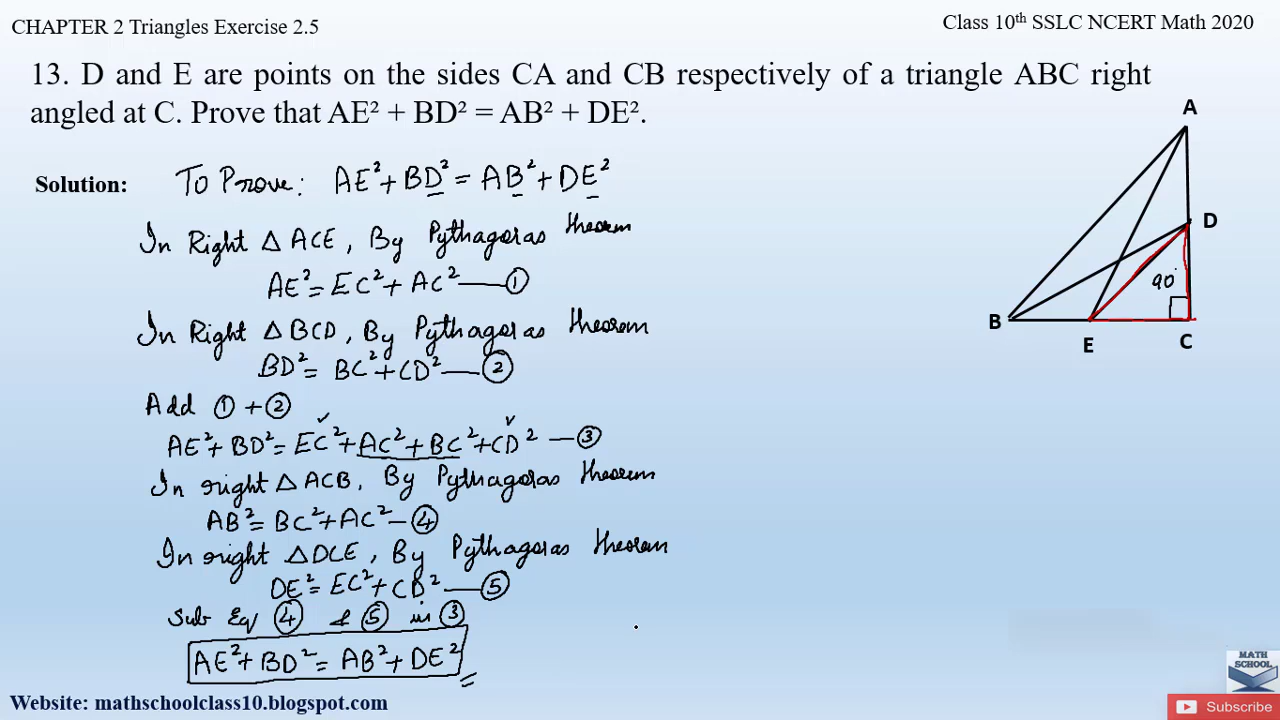 CHAPTER 2 Triangles Exercise 2.5
Class 10th SSLC NCERT Math 2020
13. D and E are points on the sides CA and CB respectively of a triangle ABC right
angled at C. Prove that AE² + BD² = AB² + DE².
Solution: To Prove: AE² + BD² = AB² + DE²
In Right △ ACE, By Pythagoras theorem
AE² = EC² + AC² — ①
In Right △ BCD, By Pythagoras theorem
BD² = BC² + CD² — ②
Add ① + ②
AE² + BD² = EC² + AC² + BC² + CD² — ③
In right △ ACB, By Pythagoras theorem
AB² = BC² + AC² — ④
In right △ DCE, By Pythagoras theorem
DE² = EC² + CD² — ⑤
Sub Eq ④ & ⑤ in ③
AE² + BD² = AB² + DE²
A
D
90°
B
E
C
Website: mathschoolclass10.blogspot.com
MATH
SCHOOL
Subscribe